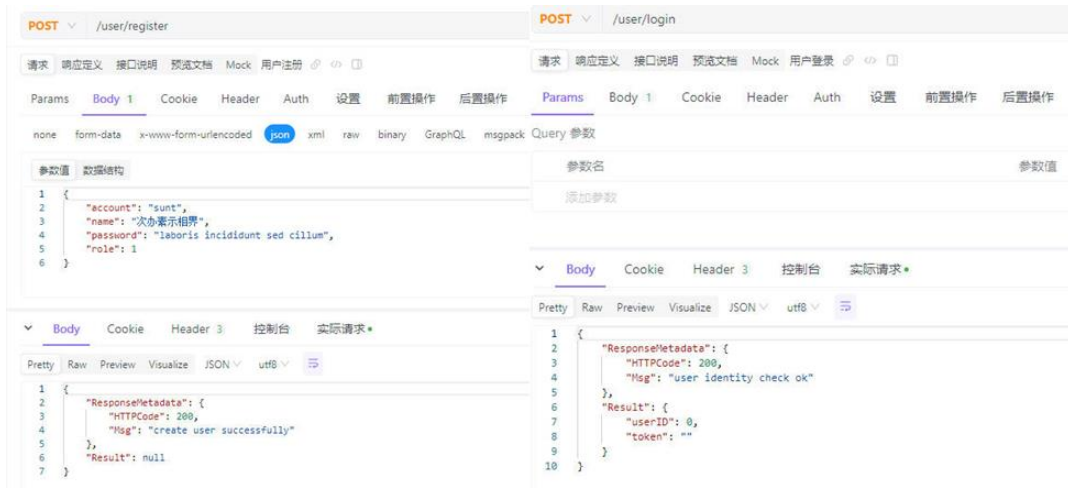 POST /user/register
请求 响应定义 接口说明 预览文档 Mock 用户注册
Params Body 1 Cookie Header Auth 设置 前置操作 后置操作
none form-data x-www-form-urlencoded json xml raw binary GraphQL msgpack
参数值 数据结构
1 {
2 "account": "sunt",
3 "name": "次办素示相界",
4 "password": "laboris incididunt sed cillum",
5 "role": 1
6 }
Body Cookie Header 3 控制台 实际请求
Pretty Raw Preview Visualize JSON utf8
1 {
2 "ResponseMetadata": {
3 "HTTPCode": 200,
4 "Msg": "create user successfully"
5 },
6 "Result": null
7 }
POST /user/login
请求 响应定义 接口说明 预览文档 Mock 用户登录
Params Body 1 Cookie Header Auth 设置 前置操作 后置操作
Query 参数
参数名 参数值
添加参数
Body Cookie Header 3 控制台 实际请求
Pretty Raw Preview Visualize JSON utf8
1 {
2 "ResponseMetadata": {
3 "HTTPCode": 200,
4 "Msg": "user identity check ok"
5 },
6 "Result": {
7 "userID": 0,
8 "token": ""
9 }
10 }